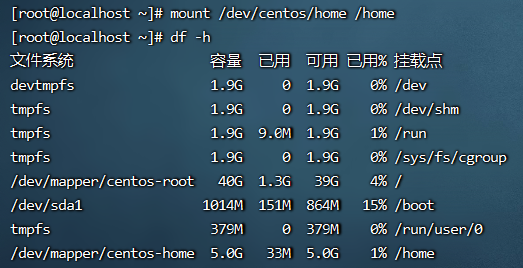 [root@localhost ~]# mount /dev/centos/home /home
[root@localhost ~]# df -h
文件系统 容量 已用 可用 已用% 挂载点
devtmpfs 1.9G 0 1.9G 0% /dev
tmpfs 1.9G 0 1.9G 0% /dev/shm
tmpfs 1.9G 9.0M 1.9G 1% /run
tmpfs 1.9G 0 1.9G 0% /sys/fs/cgroup
/dev/mapper/centos-root 40G 1.3G 39G 4% /
/dev/sda1 1014M 151M 864M 15% /boot
tmpfs 379M 0 379M 0% /run/user/0
/dev/mapper/centos-home 5.0G 33M 5.0G 1% /home